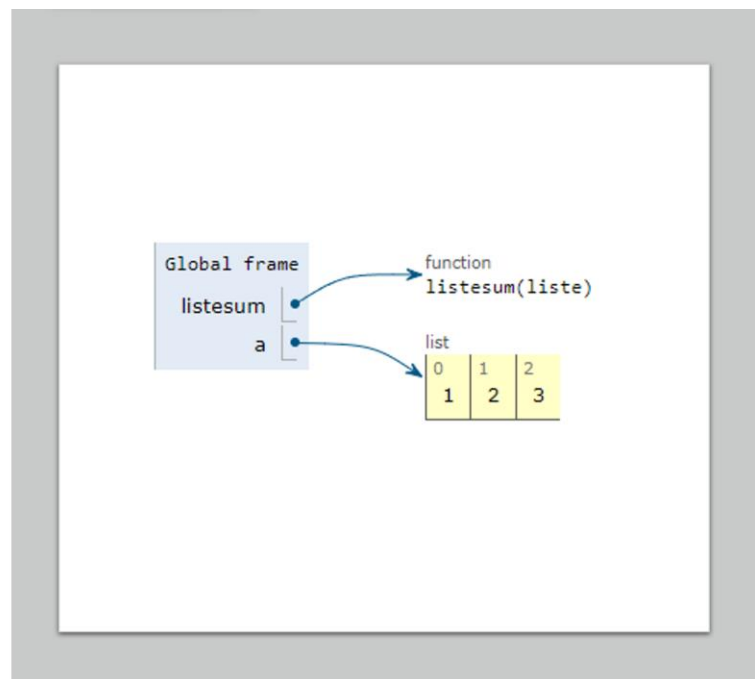 Global frame
listesum
a
function
listesum(liste)
list
0 1 2
1 2 3